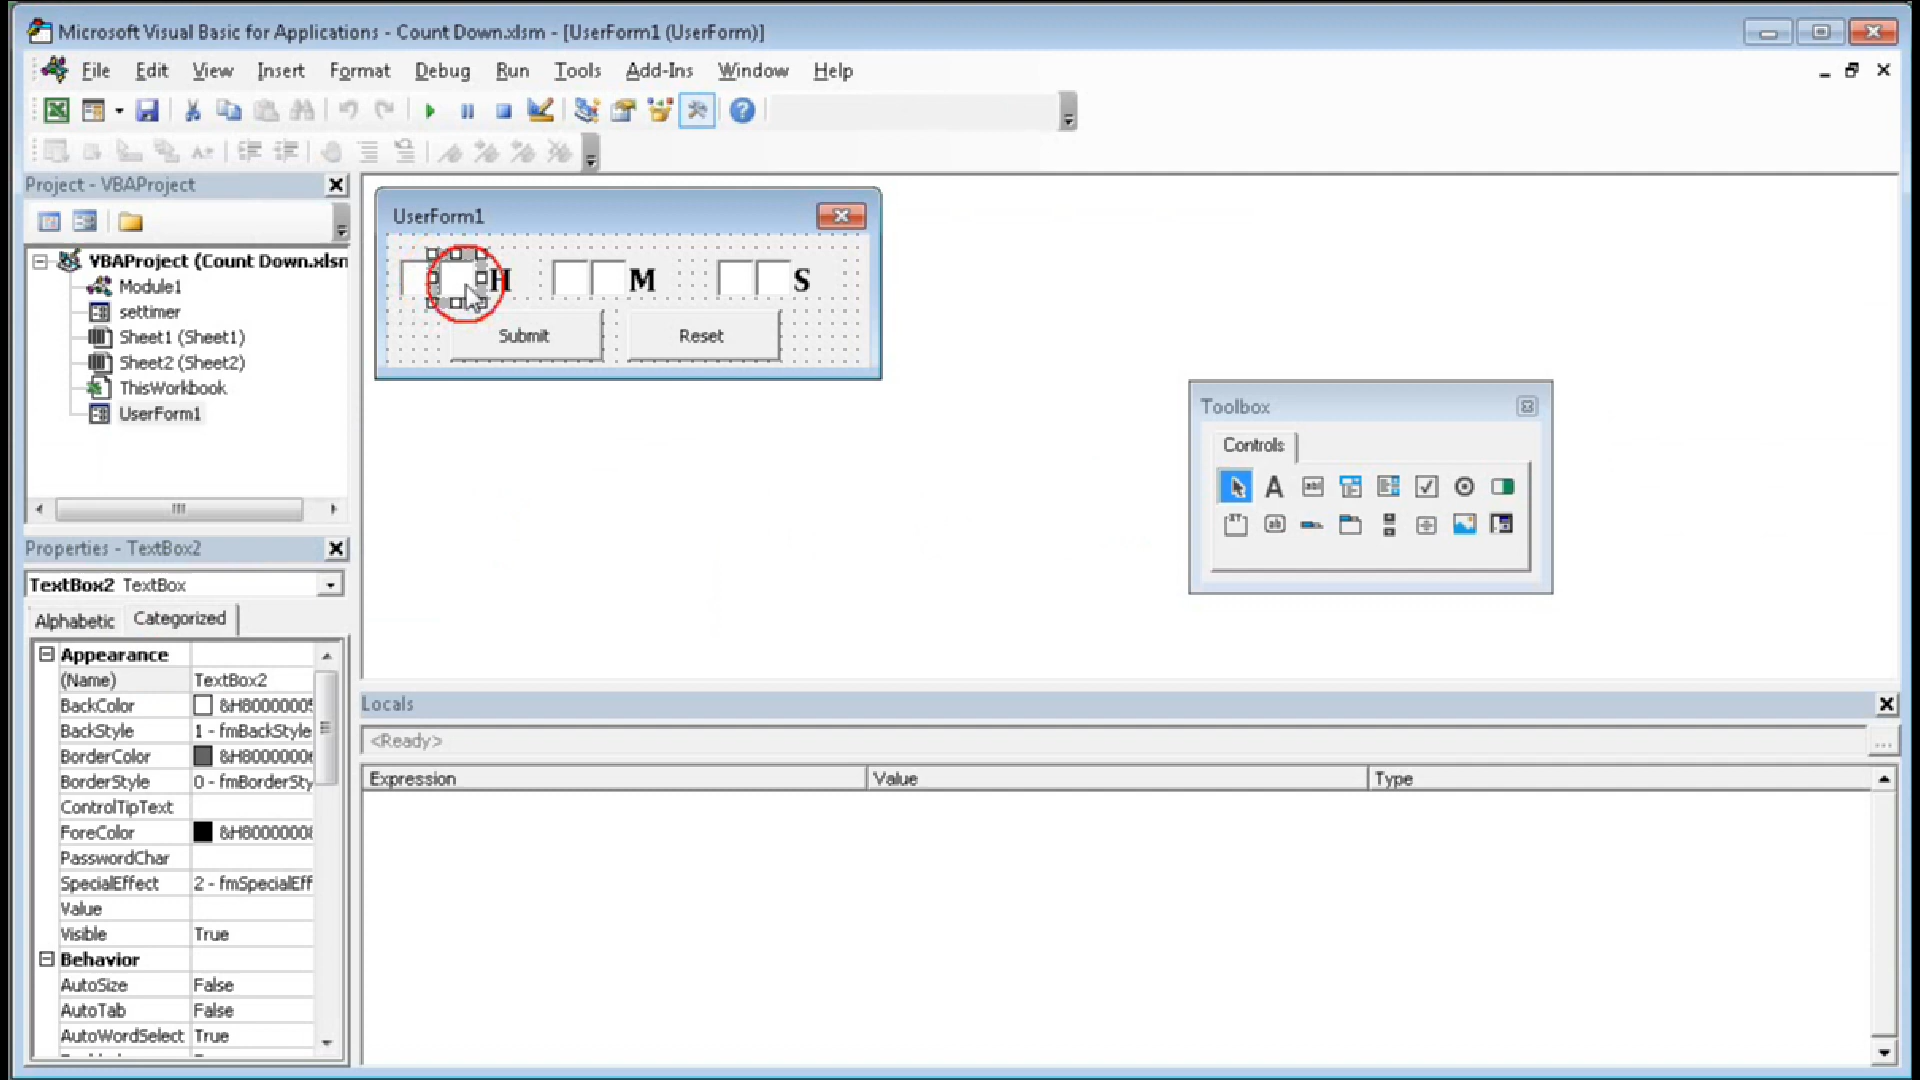 Microsoft Visual Basic for Applications - Count Down.xlsm - [UserForm1 (UserForm)]
File Edit View Insert Format Debug Run Tools Add-Ins Window Help
Project - VBAProject
VBAProject (Count Down.xlsm
Module1
settimer
Sheet1 (Sheet1)
Sheet2 (Sheet2)
ThisWorkbook
UserForm1
UserForm1
H M S
Submit Reset
Toolbox
Controls
Properties - TextBox2
TextBox2 TextBox
Alphabetic Categorized
Appearance
(Name) TextBox2
BackColor &H80000005
BackStyle 1 - fmBackStyle
BorderColor &H80000006
BorderStyle 0 - fmBorderSty
ControlTipText
ForeColor &H80000008
PasswordChar
SpecialEffect 2 - fmSpecialEff
Value
Visible True
Behavior
AutoSize False
AutoTab False
AutoWordSelect True
Locals
<Ready>
Expression Value Type